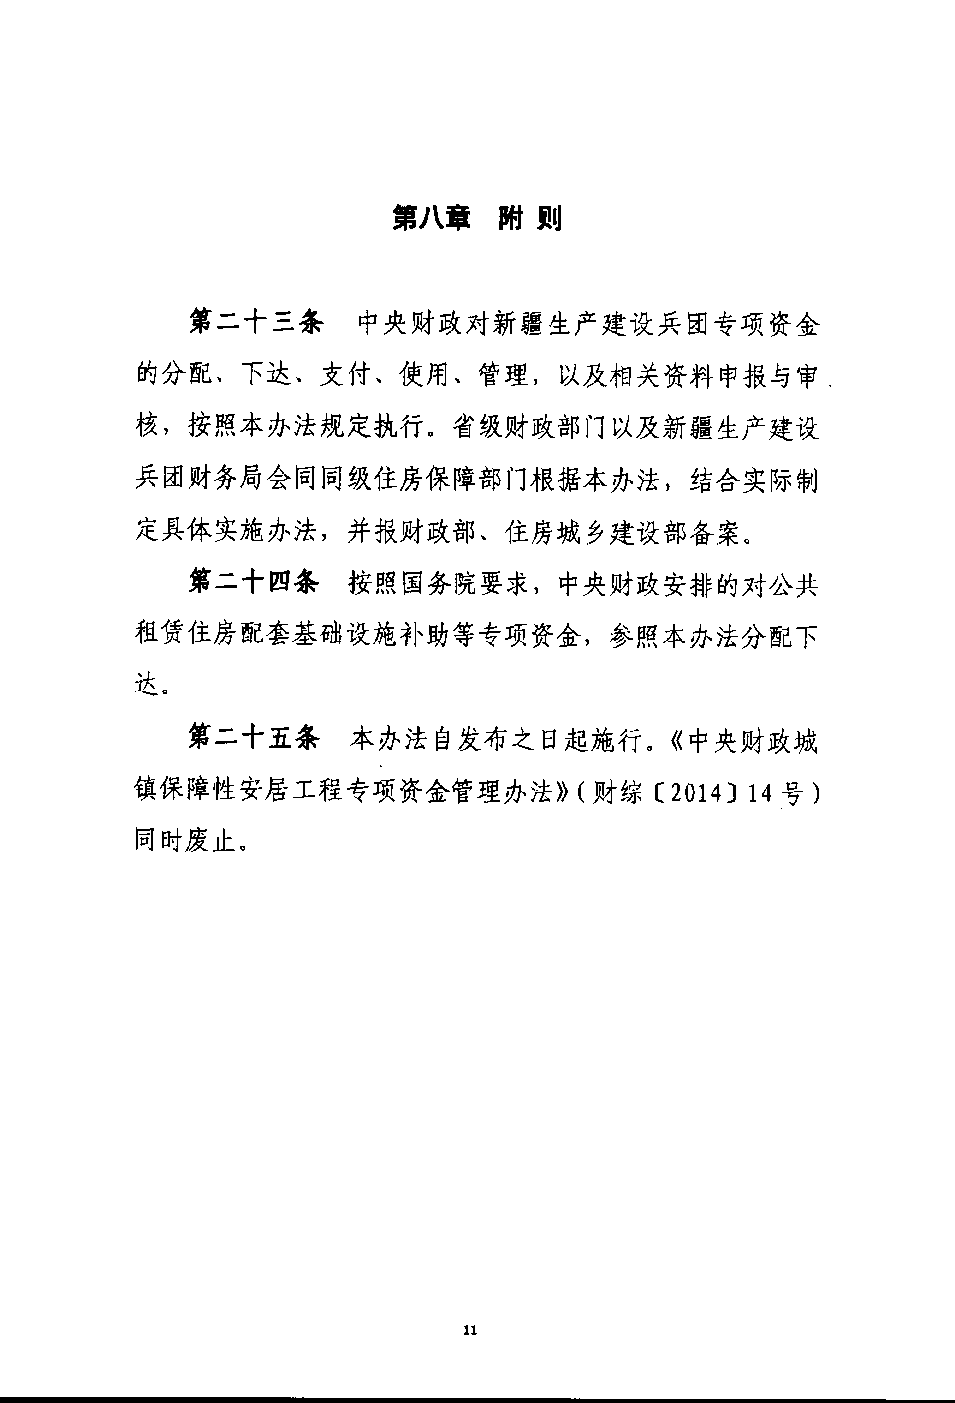 第八章 附 则
第二十三条 中央财政对新疆生产建设兵团专项资金
的分配、下达、支付、使用、管理，以及相关资料申报与审
核，按照本办法规定执行。省级财政部门以及新疆生产建设
兵团财务局会同同级住房保障部门根据本办法，结合实际制
定具体实施办法，并报财政部、住房城乡建设部备案。
第二十四条 按照国务院要求，中央财政安排的对公共
租赁住房配套基础设施补助等专项资金，参照本办法分配下
达。
第二十五条 本办法自发布之日起施行。《中央财政城
镇保障性安居工程专项资金管理办法》（财综〔2014〕14 号）
同时废止。
11